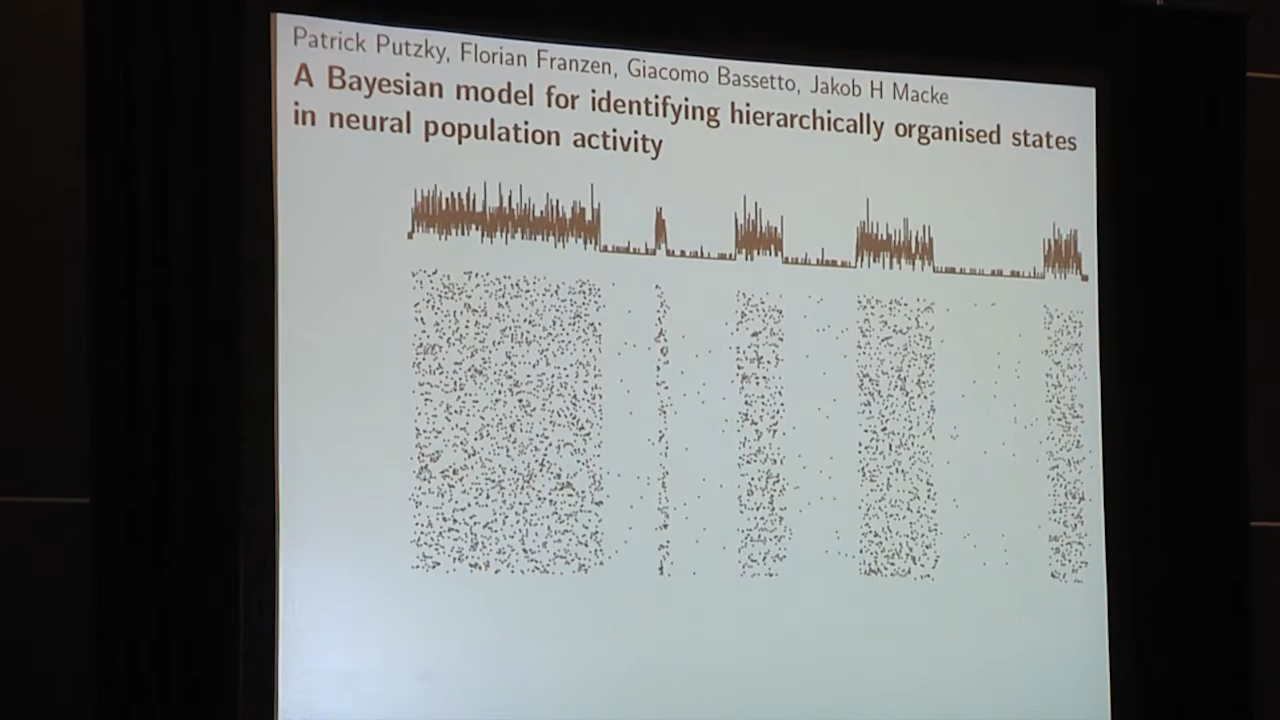 Patrick Putzky, Florian Franzen, Giacomo Bassetto, Jakob H Macke
A Bayesian model for identifying hierarchically organised states
in neural population activity